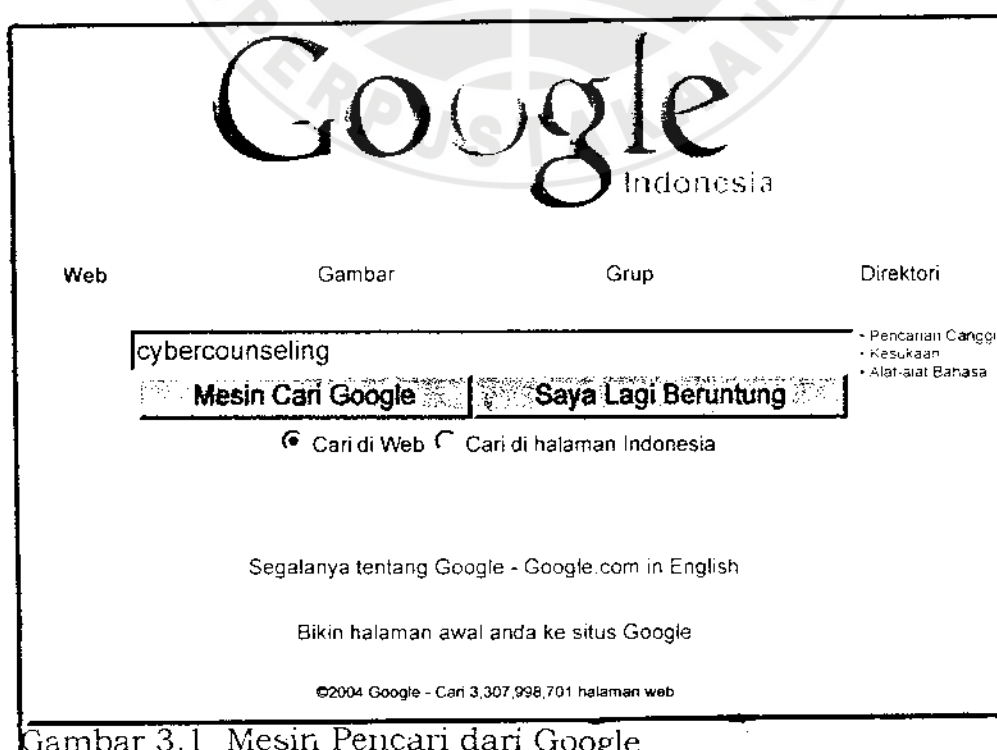 PERPUSTAKAAN
Google
Indonesia
Web Gambar Grup Direktori
cybercounseling
- Pencarian Canggi
- Kesukaan
- Alat-alat Bahasa
Mesin Cari Google Saya Lagi Beruntung
Cari di Web Cari di halaman Indonesia
Segalanya tentang Google - Google.com in English
Bikin halaman awal anda ke situs Google
©2004 Google - Cari 3,307,998,701 halaman web
Gambar 3.1 Mesin Pencari dari Google